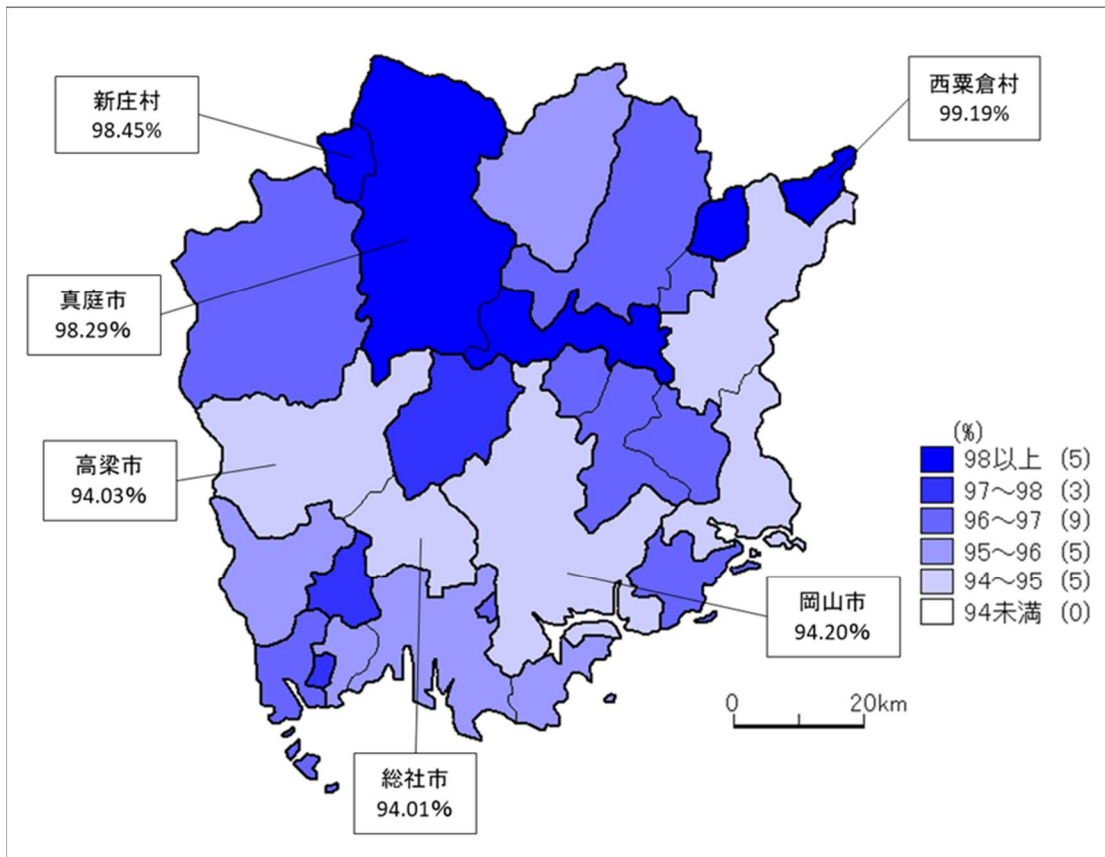 新庄村
98.45%
西粟倉村
99.19%
真庭市
98.29%
高梁市
94.03%
岡山市
94.20%
総社市
94.01%
(%)
98以上 (5)
97～98 (3)
96～97 (9)
95～96 (5)
94～95 (5)
94未満 (0)
0 20km